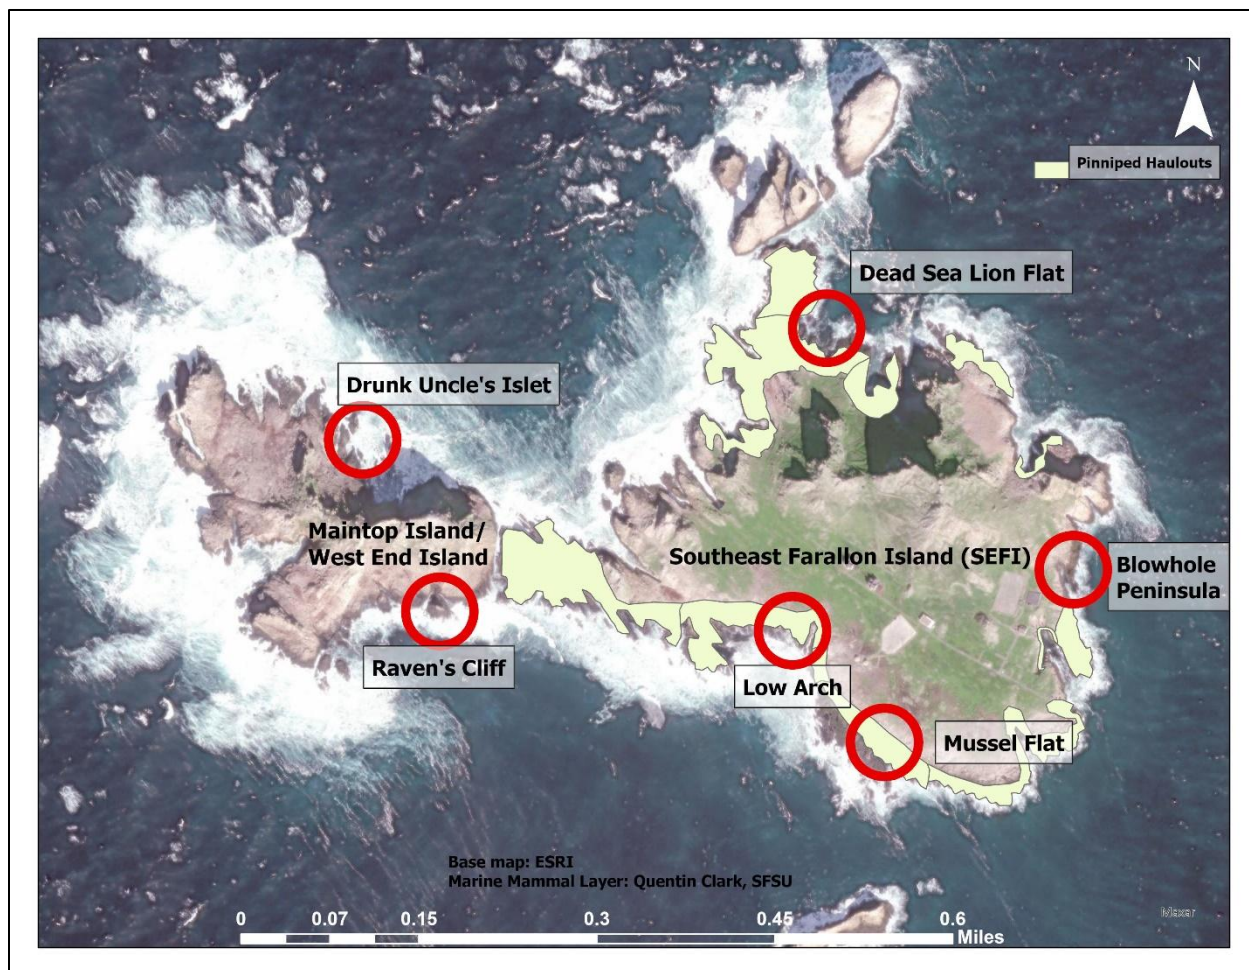 N
Pinniped Haulouts
Dead Sea Lion Flat
Drunk Uncle's Islet
Maintop Island/
West End Island
Southeast Farallon Island (SEFI)
Blowhole
Peninsula
Raven's Cliff
Low Arch
Mussel Flat
Base map: ESRI
Marine Mammal Layer: Quentin Clark, SFSU
0 0.07 0.15 0.3 0.45 0.6
Miles
Maxar